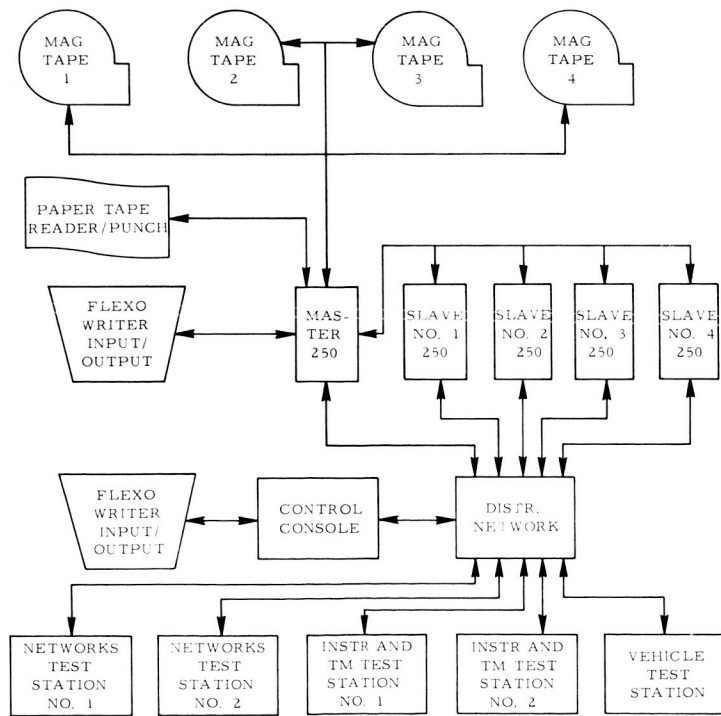 MAG
TAPE
1
MAG
TAPE
2
MAG
TAPE
3
MAG
TAPE
4
PAPER TAPE
READER/PUNCH
FLEXO
WRITER
INPUT/
OUTPUT
MAS-
TER
250
SLAVE
NO. 1
250
SLAVE
NO. 2
250
SLAVE
NO. 3
250
SLAVE
NO. 4
250
FLEXO
WRITER
INPUT/
OUTPUT
CONTROL
CONSOLE
DISTR.
NETWORK
NETWORKS
TEST
STATION
NO. 1
NETWORKS
TEST
STATION
NO. 2
INSTR AND
TM TEST
STATION
NO. 1
INSTR AND
TM TEST
STATION
NO. 2
VEHICLE
TEST
STATION